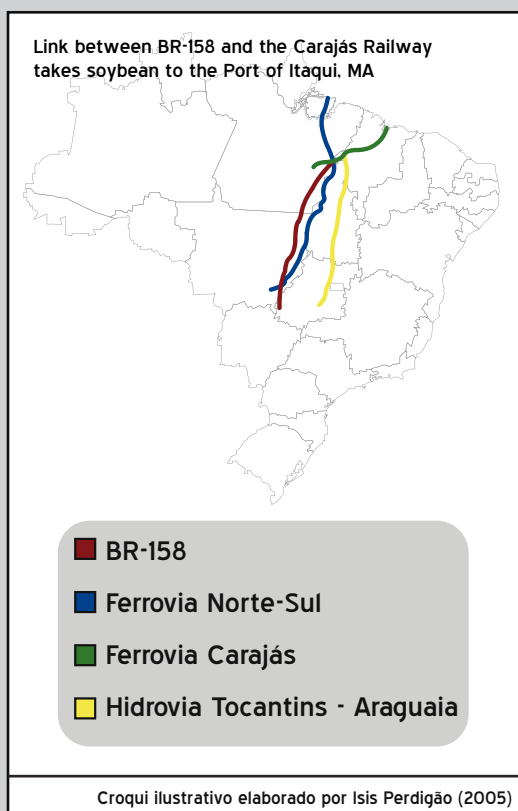 Link between BR-158 and the Carajás Railway
takes soybean to the Port of Itaqui, MA
BR-158
Ferrovia Norte-Sul
Ferrovia Carajás
Hidrovia Tocantins - Araguaia
Croqui ilustrativo elaborado por Isis Perdigão (2005)